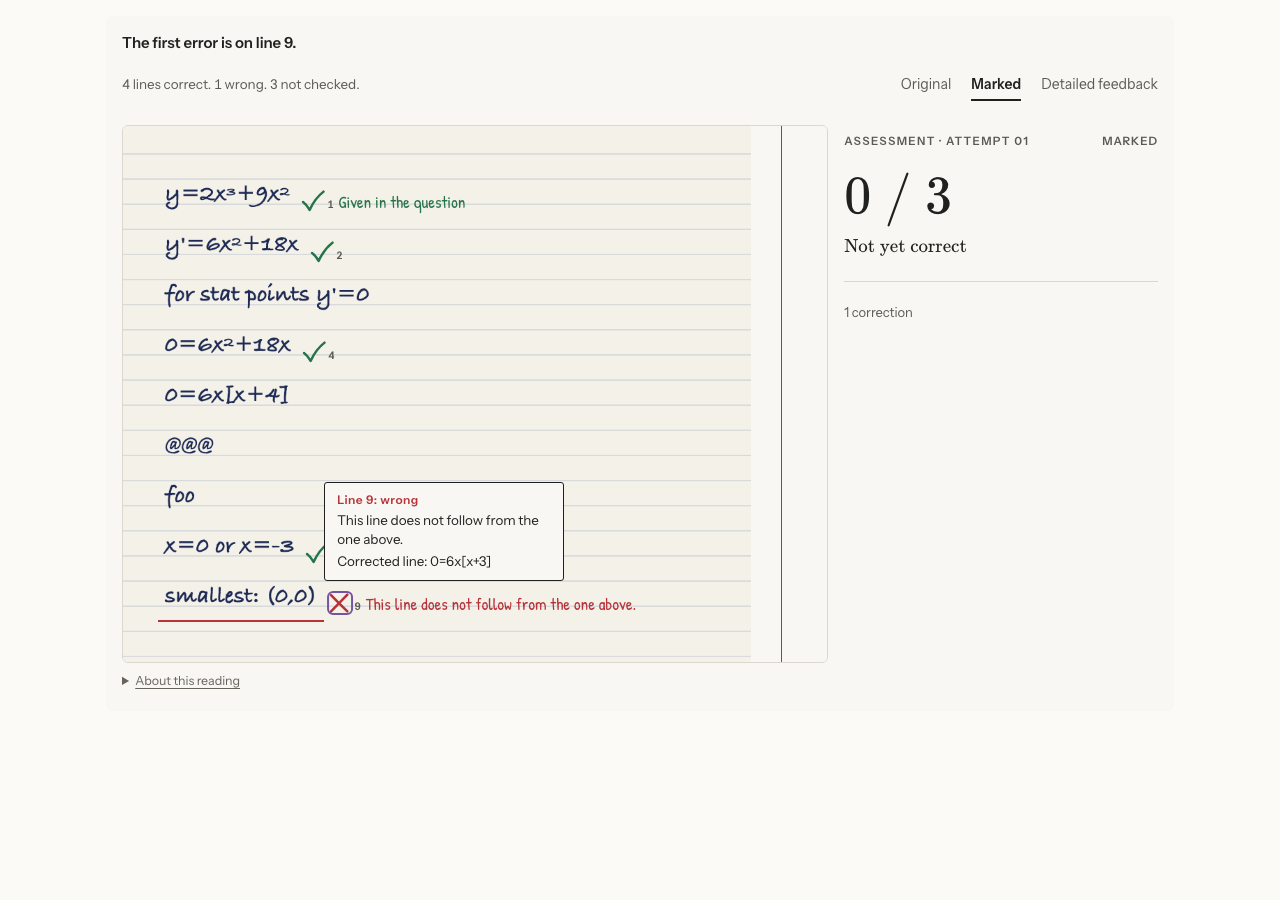 The first error is on line 9.
4 lines correct. 1 wrong. 3 not checked.
Original Marked Detailed feedback
y=2x³+9x² 1 Given in the question
y'=6x²+18x 2
for stat points y'=0
0=6x²+18x 4
0=6x[x+4]
@@@
foo
x=0 or x=-3
Line 9: wrong
This line does not follow from the
one above.
Corrected line: 0=6x[x+3]
smallest: (0,0) 9 This line does not follow from the one above.
About this reading
ASSESSMENT · ATTEMPT 01 MARKED
0 / 3
Not yet correct
1 correction